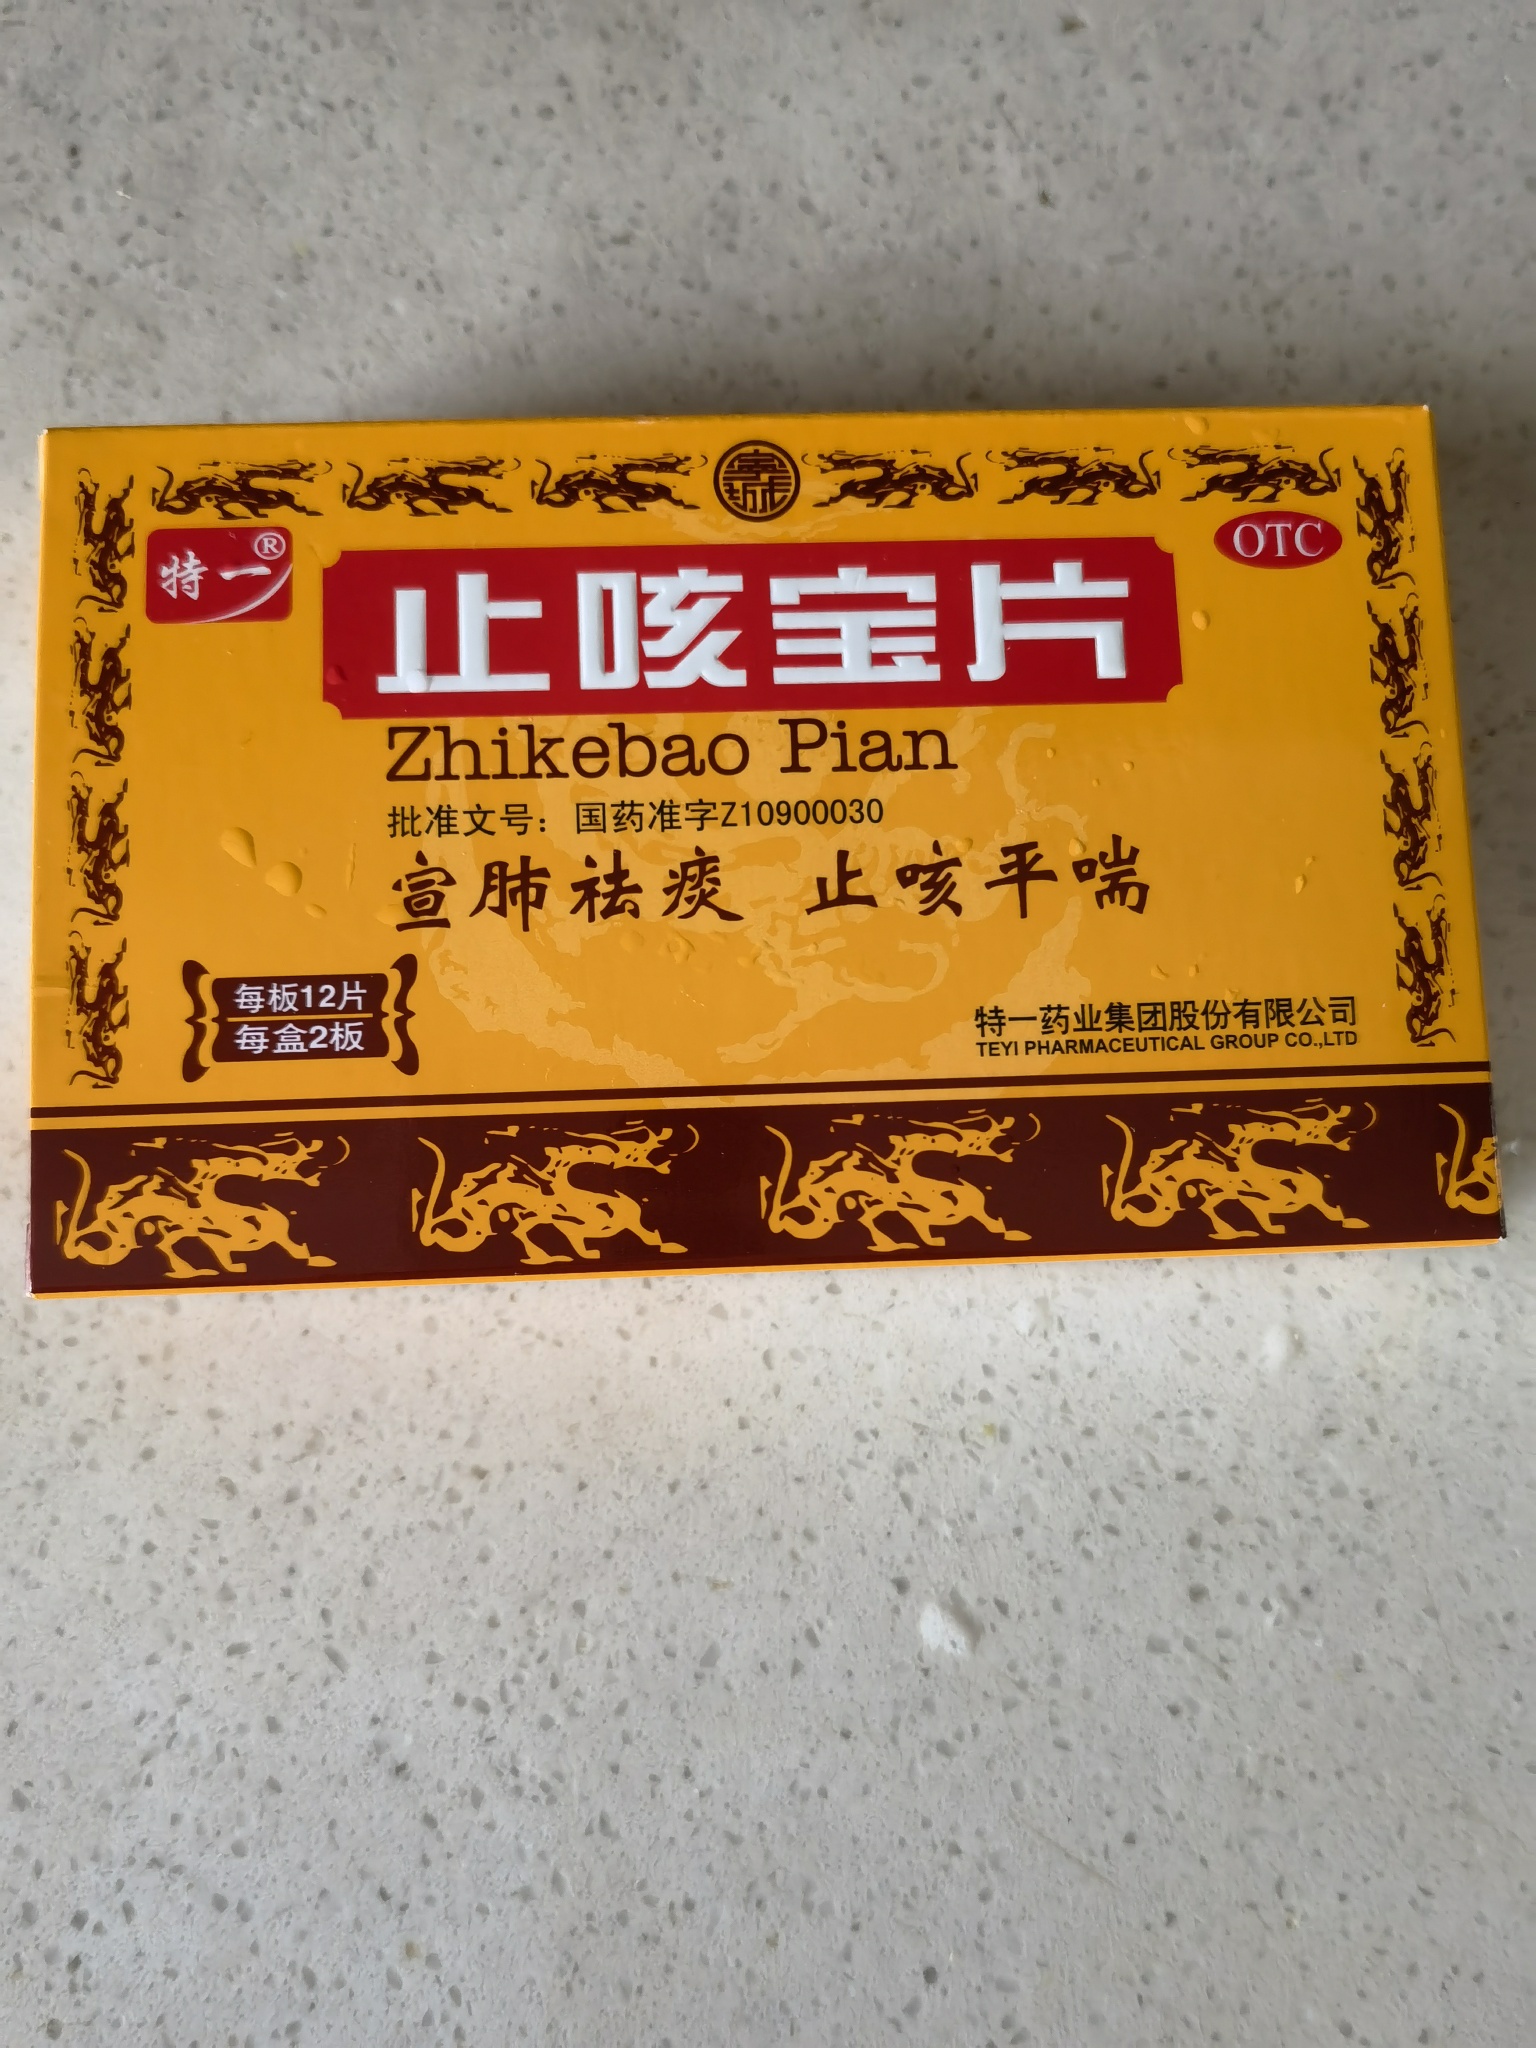 特一®
OTC
止咳宝片
Zhikebao Pian
批准文号：国药准字Z10900030
宣肺祛痰 止咳平喘
每板12片
每盒2板
特一药业集团股份有限公司
TEYI PHARMACEUTICAL GROUP CO.,LTD